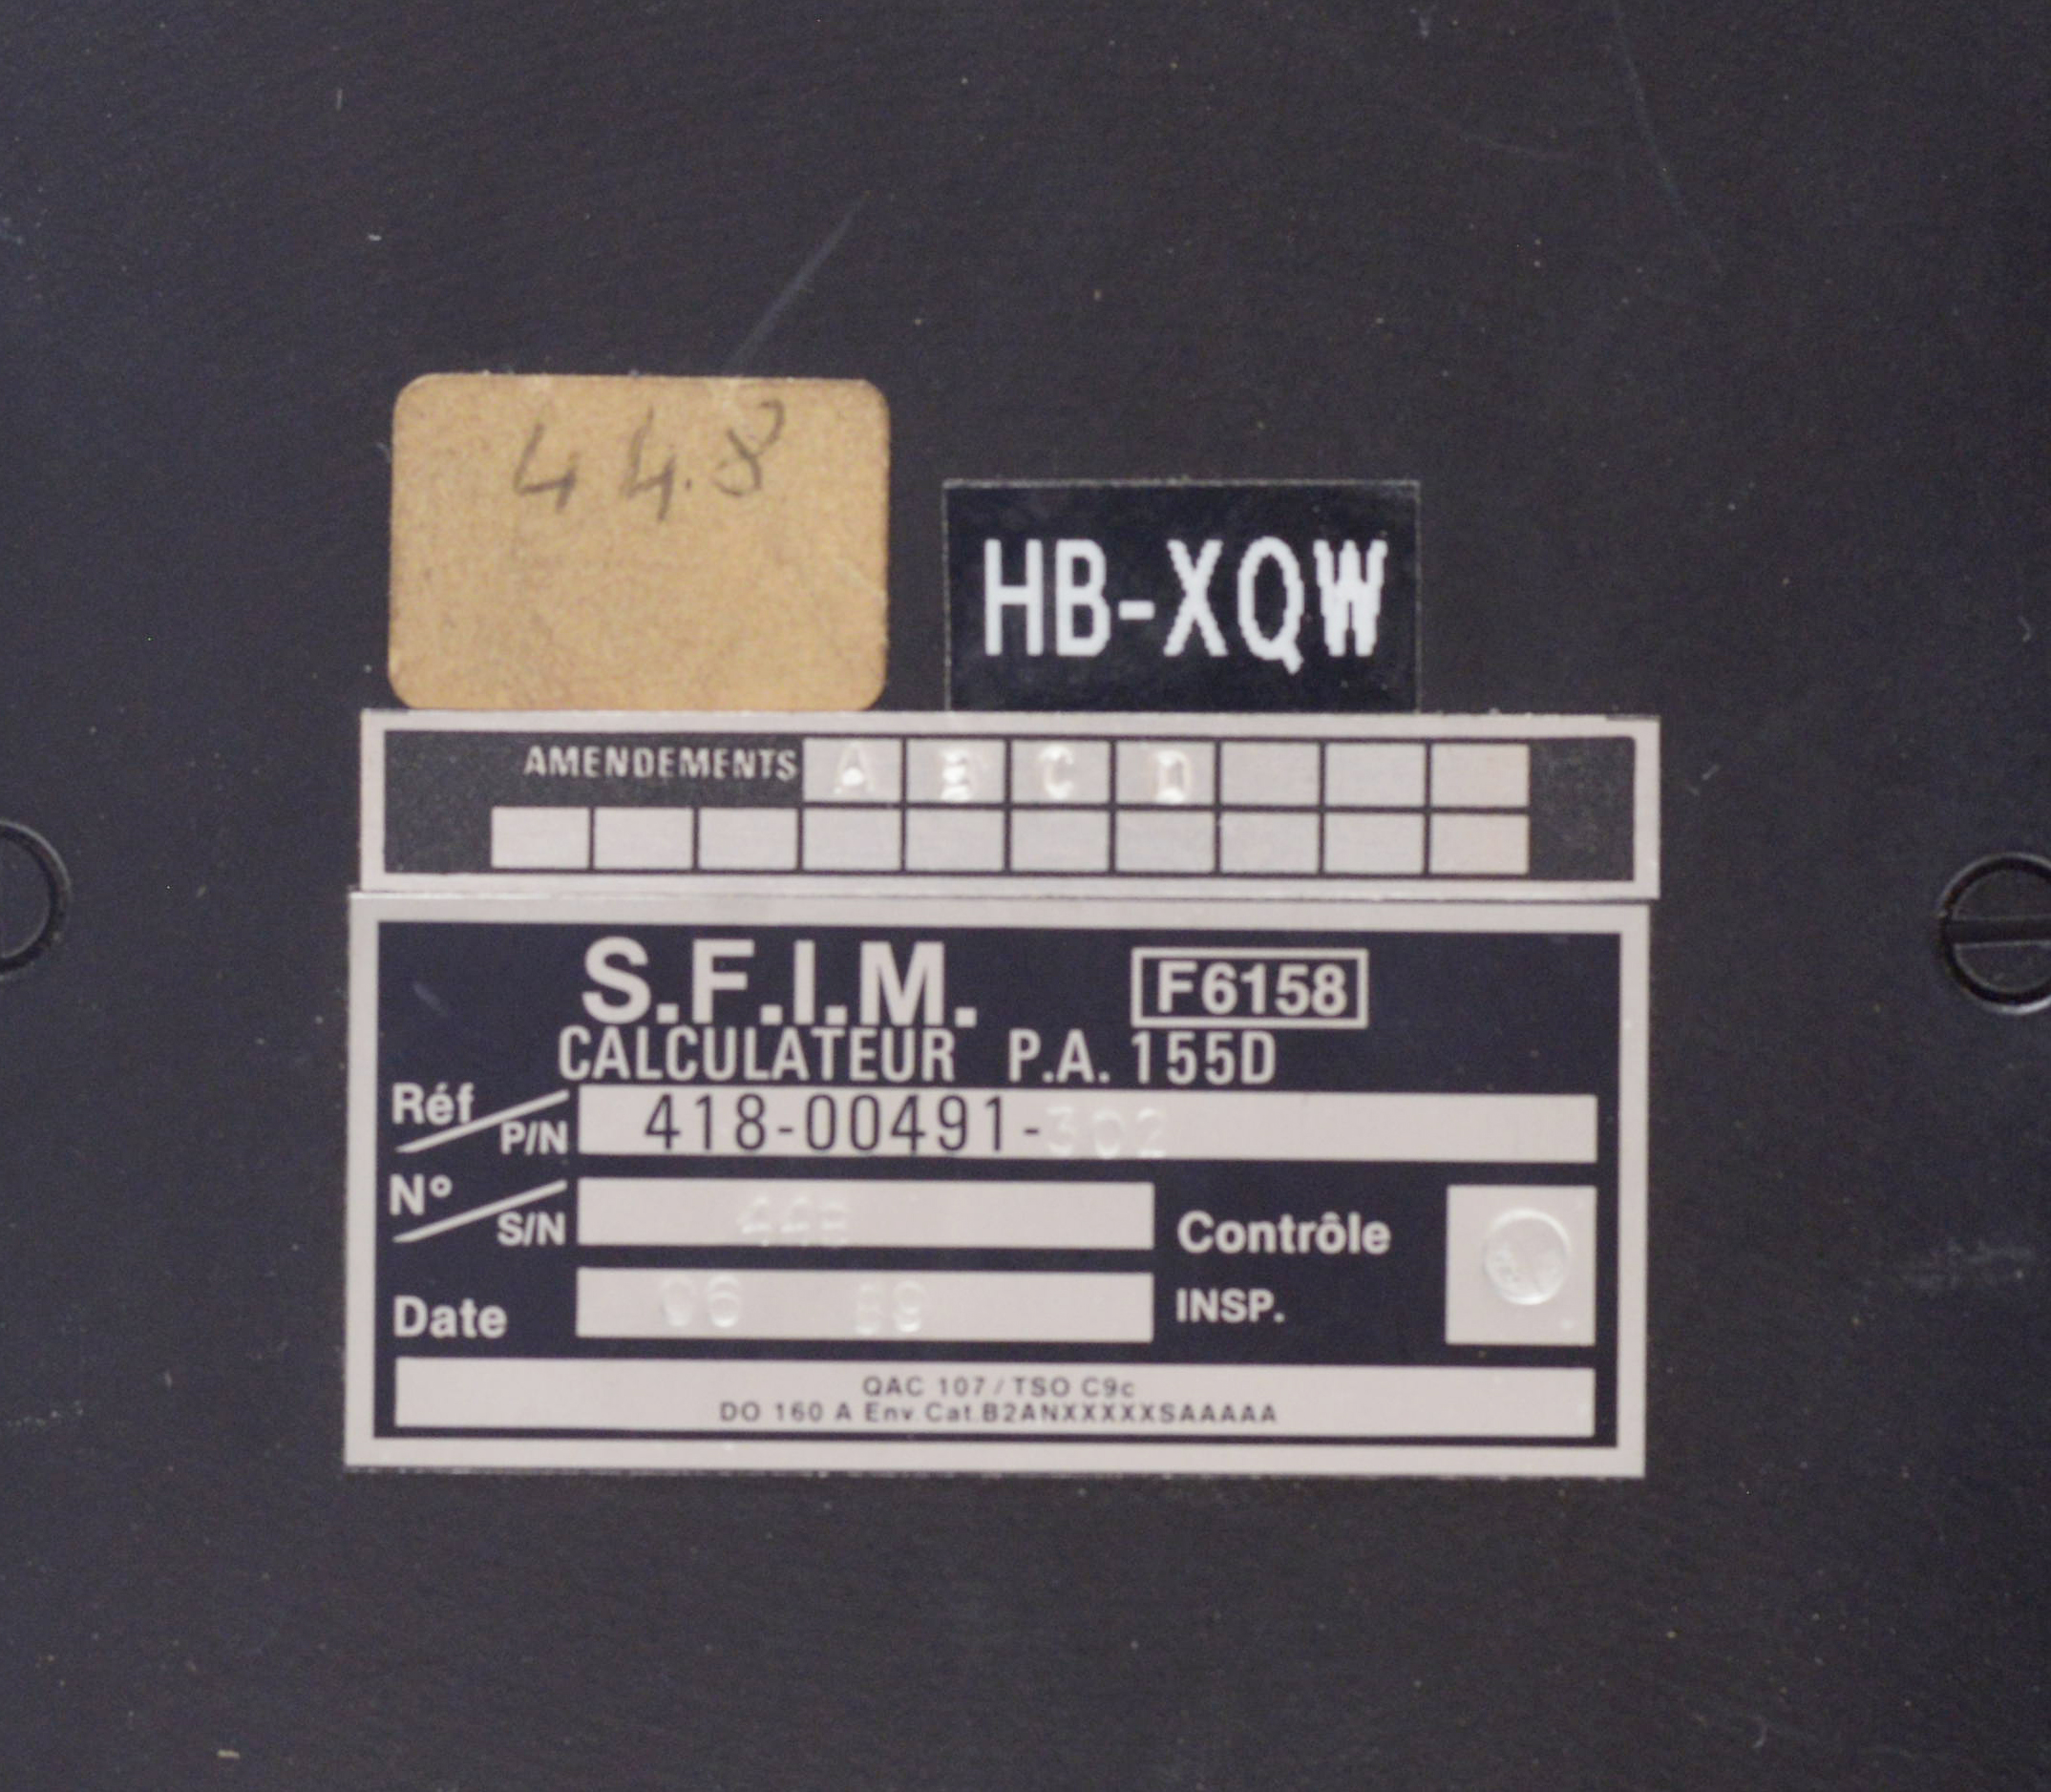 448
HB-XQW
AMENDEMENTS A B C D
S.F.I.M. F6158
CALCULATEUR P.A. 155D
Réf P/N 418-00491-302
N° S/N 448
Contrôle
Date 06 89
INSP.
QAC 107 / TSO C9c
DO 160 A Env. Cat. B2ANXXXXXSAAAAA